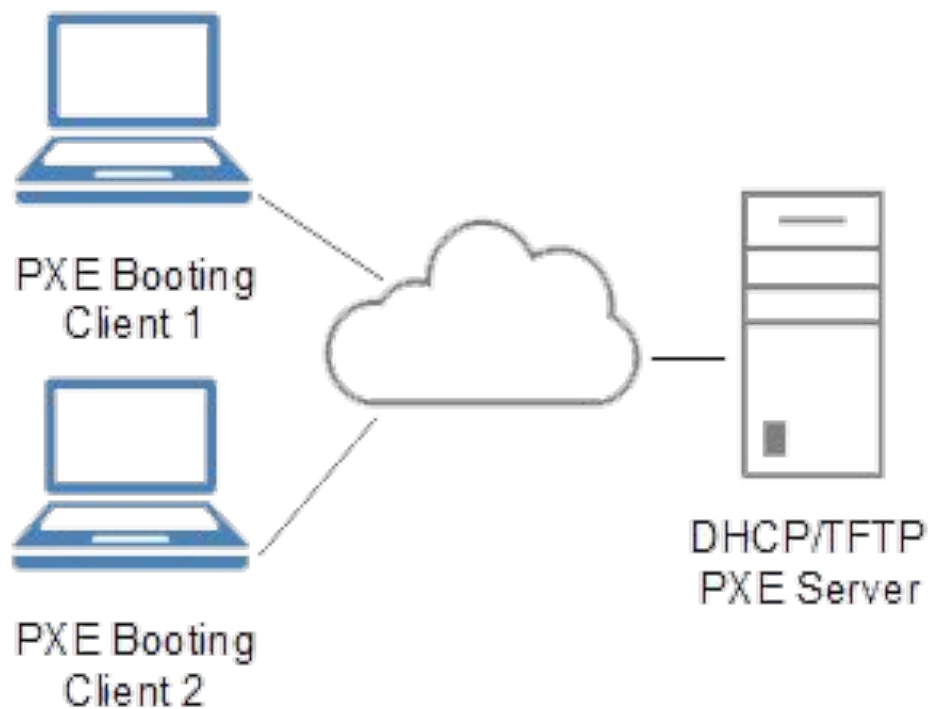 PXE Booting
Client 1
DHCP/TFTP
PXE Server
PXE Booting
Client 2